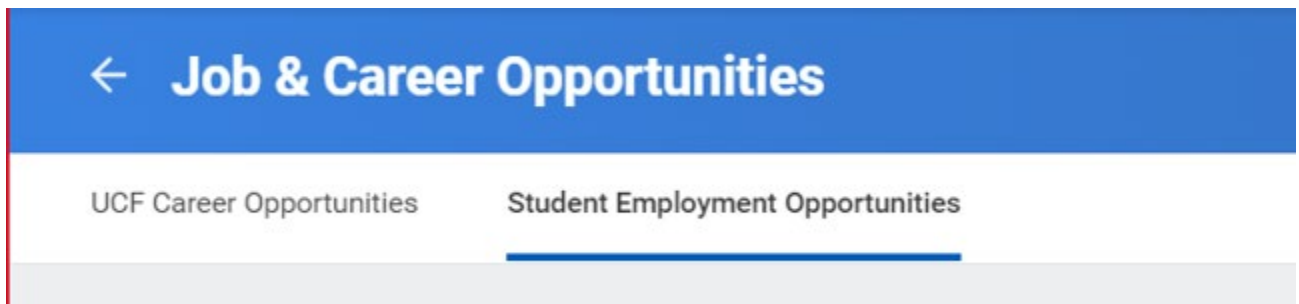 Job & Career Opportunities
UCF Career Opportunities Student Employment Opportunities